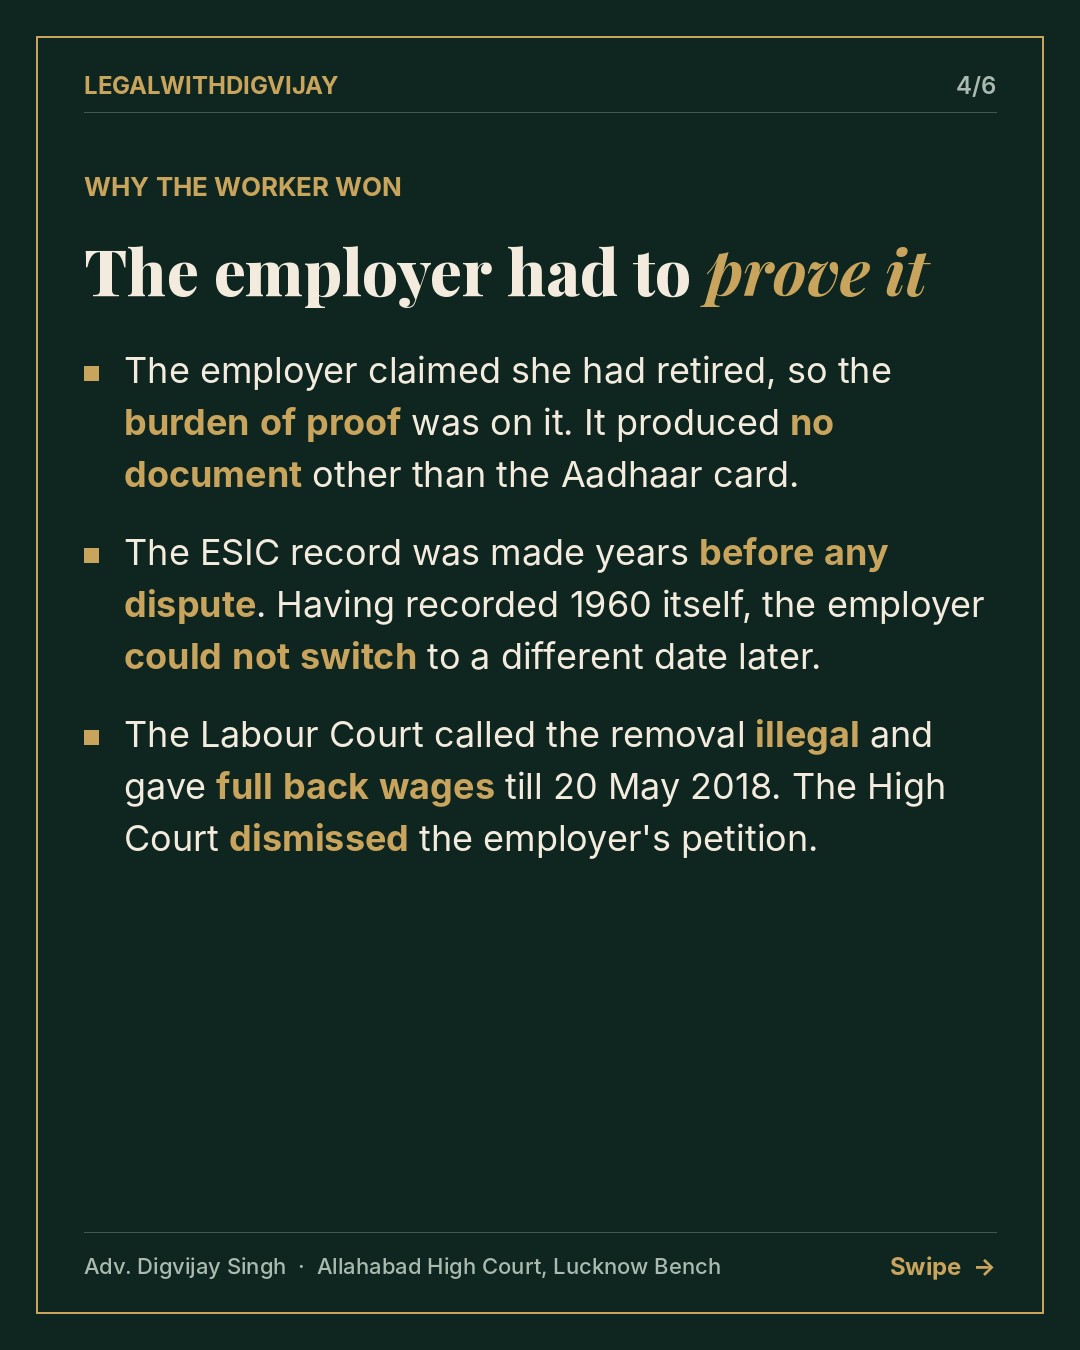 LEGALWITHDIGVIJAY
4/6
WHY THE WORKER WON
The employer had to prove it
The employer claimed she had retired, so the
burden of proof was on it. It produced no
document other than the Aadhaar card.
The ESIC record was made years before any
dispute. Having recorded 1960 itself, the employer
could not switch to a different date later.
The Labour Court called the removal illegal and
gave full back wages till 20 May 2018. The High
Court dismissed the employer's petition.
Adv. Digvijay Singh · Allahabad High Court, Lucknow Bench
Swipe →